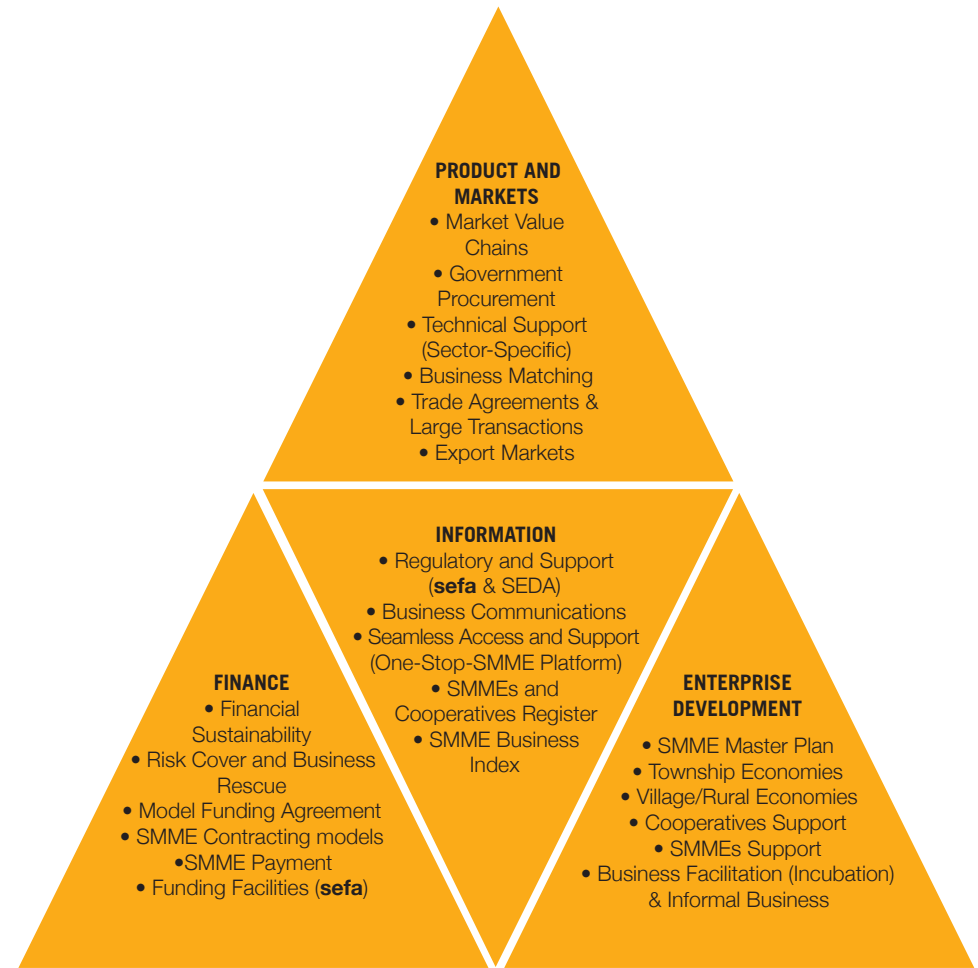 PRODUCT AND
MARKETS
• Market Value
Chains
• Government
Procurement
• Technical Support
(Sector-Specific)
• Business Matching
• Trade Agreements &
Large Transactions
• Export Markets
INFORMATION
• Regulatory and Support
(sefa & SEDA)
• Business Communications
• Seamless Access and Support
(One-Stop-SMME Platform)
• SMMEs and
Cooperatives Register
• SMME Business
Index
FINANCE
• Financial
Sustainability
• Risk Cover and Business
Rescue
• Model Funding Agreement
• SMME Contracting models
•SMME Payment
• Funding Facilities (sefa)
ENTERPRISE
DEVELOPMENT
• SMME Master Plan
• Township Economies
• Village/Rural Economies
• Cooperatives Support
• SMMEs Support
• Business Facilitation (Incubation)
& Informal Business